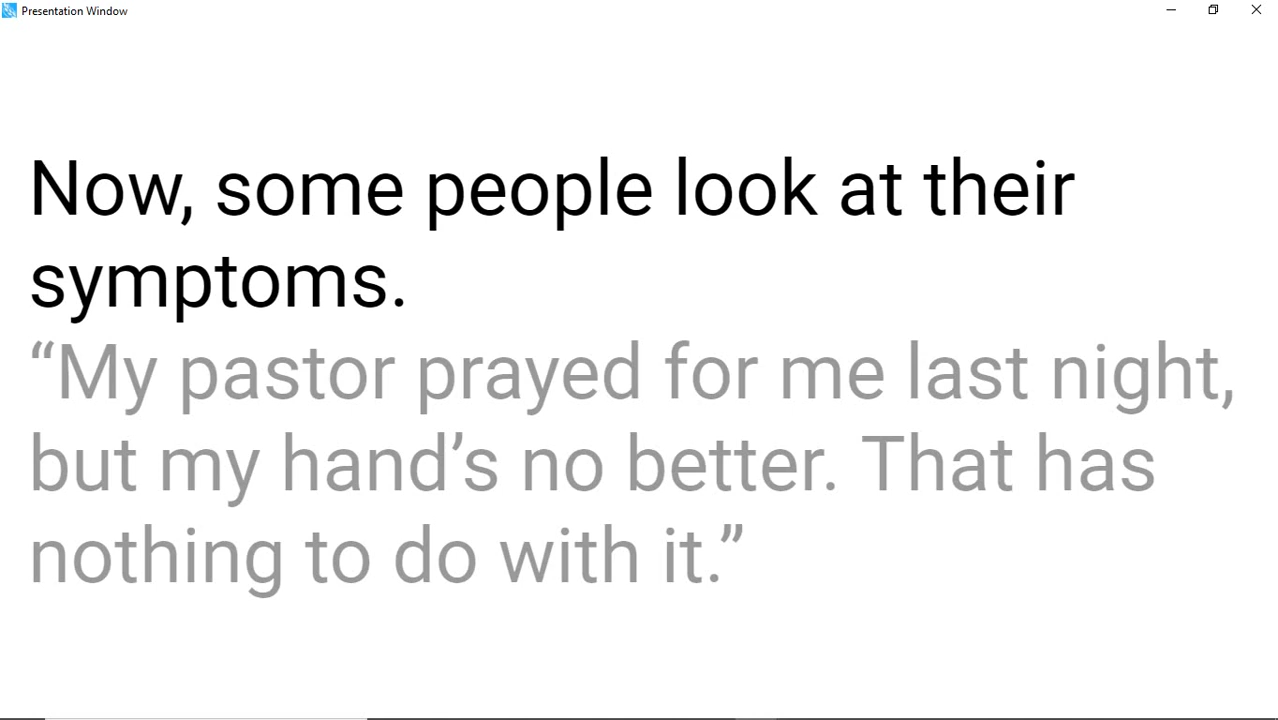 Presentation Window
Now, some people look at their
symptoms.
“My pastor prayed for me last night,
but my hand’s no better. That has
nothing to do with it.”